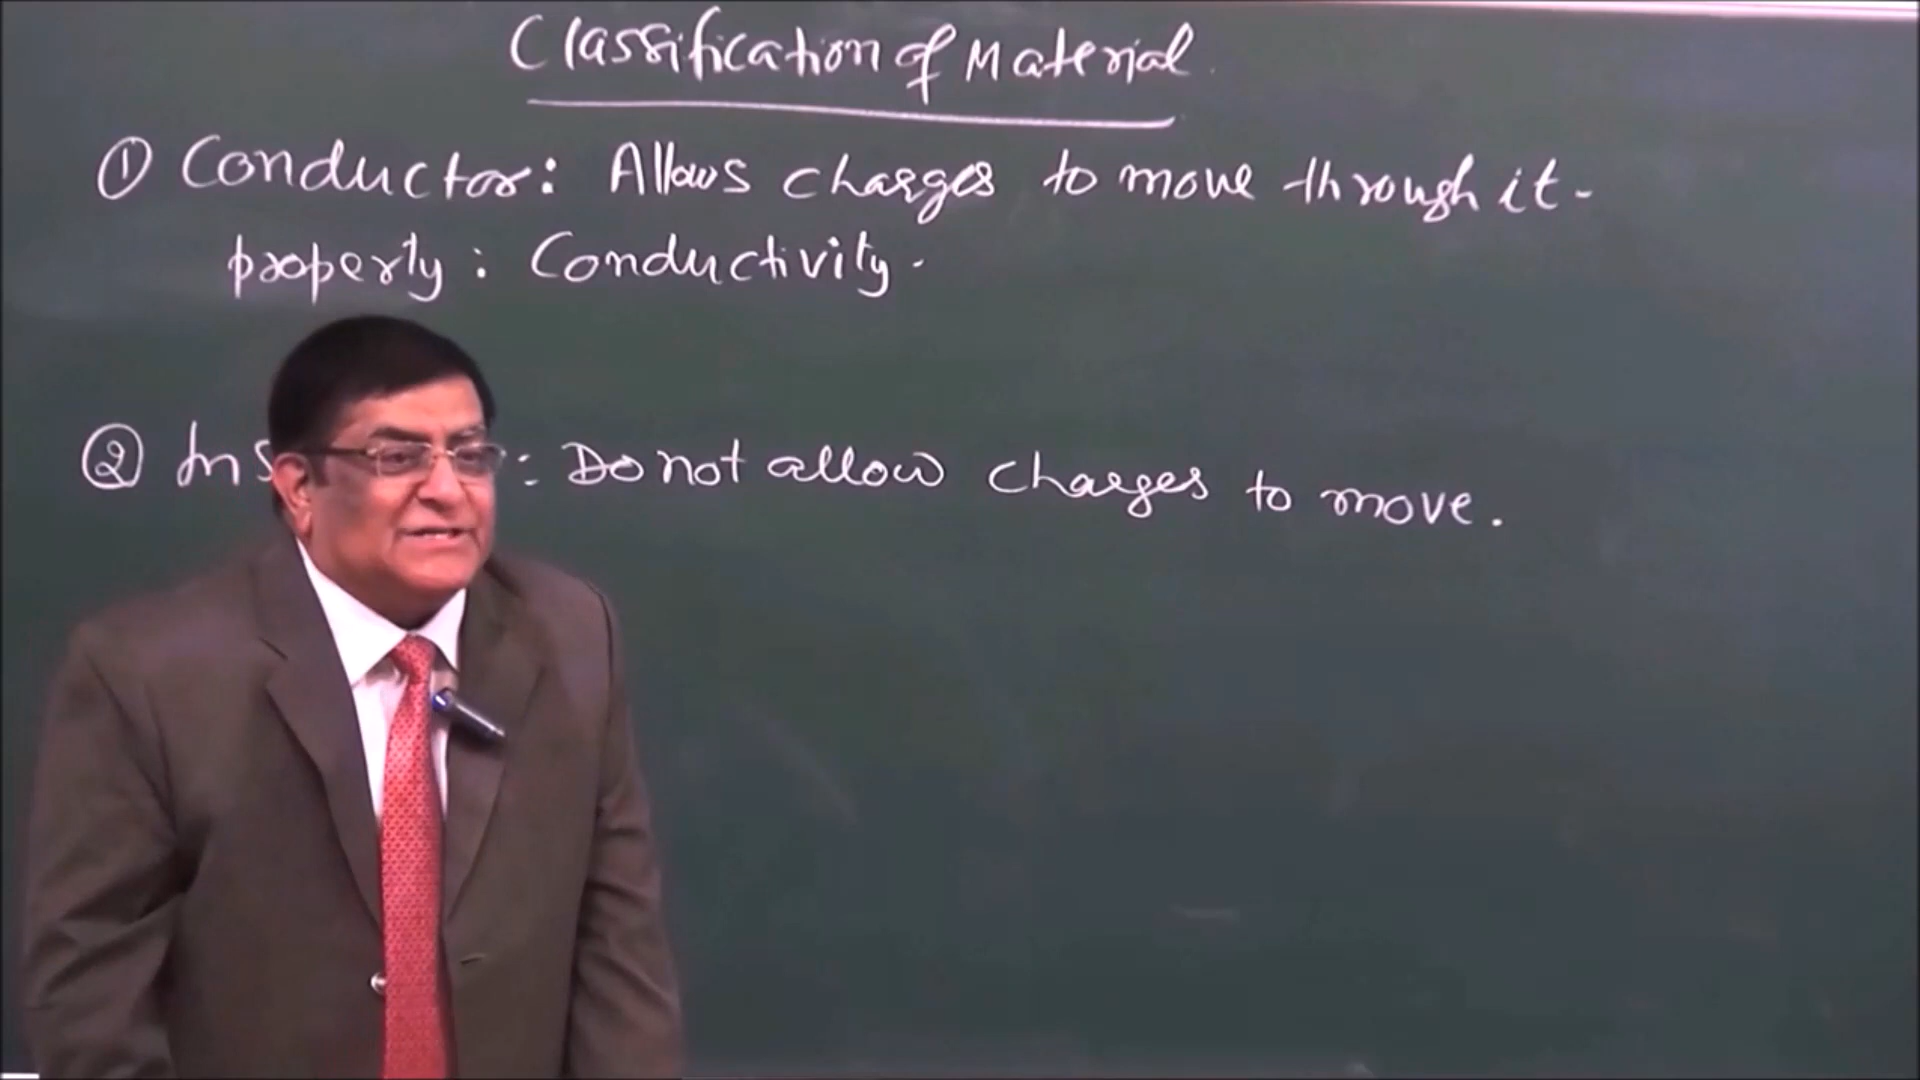 Classification of Material
① Conductor: Allows charges to move through it.
property: Conductivity.
② Ins : Do not allow charges to move.